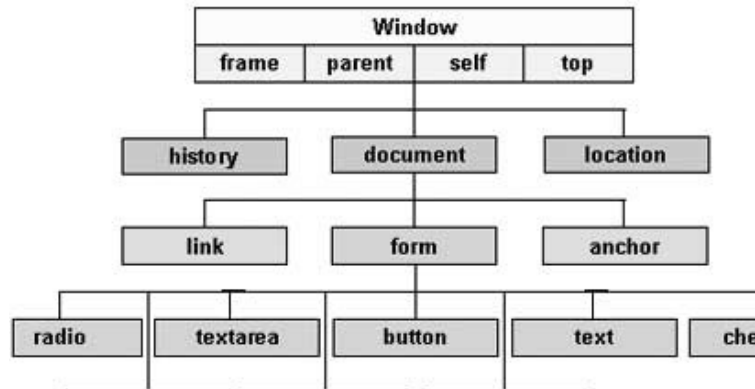 Window
frame parent self top
history document location
link form anchor
radio textarea button text